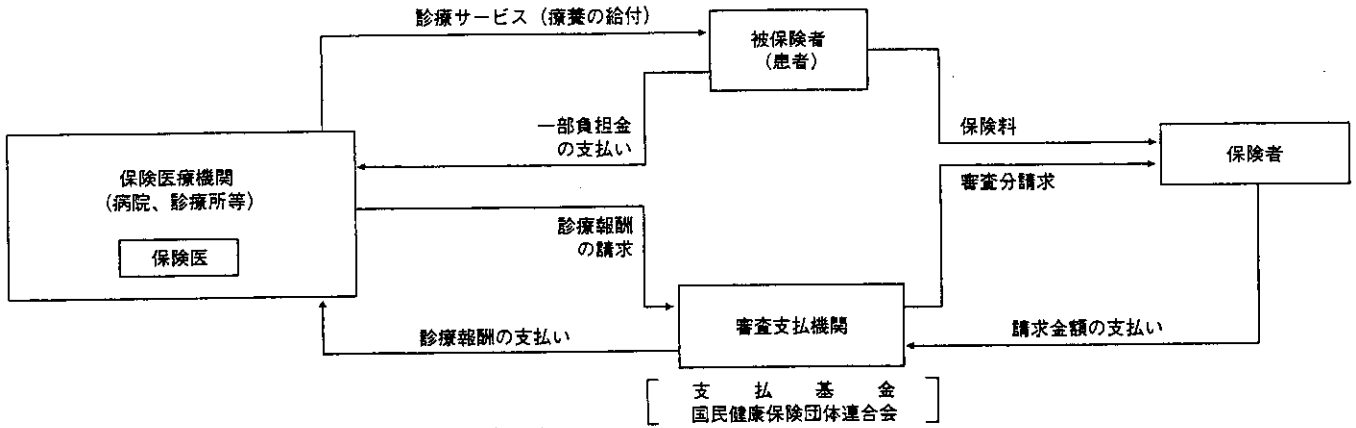 診療サービス（療養の給付）
被保険者
（患者）
一部負担金
の支払い
保険料
保険者
保険医療機関
（病院、診療所等）
審査分請求
保険医
診療報酬
の請求
審査支払機関
診療報酬の支払い
請求金額の支払い
支払基金
国民健康保険団体連合会